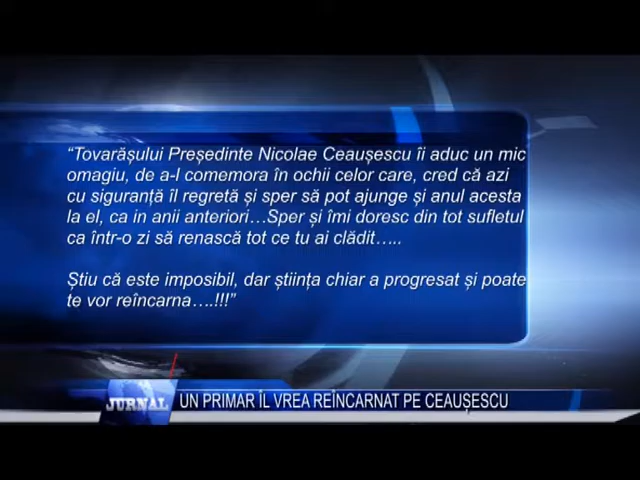 “Tovarășului Președinte Nicolae Ceaușescu îi aduc un mic
omagiu, de a-l comemora în ochii celor care, cred că azi
cu siguranță îl regretă și sper să pot ajunge și anul acesta
la el, ca in anii anteriori…Sper și îmi doresc din tot sufletul
ca într-o zi să renască tot ce tu ai clădit…..
Știu că este imposibil, dar știința chiar a progresat și poate
te vor reîncarna….!!!”
JURNAL
UN PRIMAR ÎL VREA REÎNCARNAT PE CEAUȘESCU